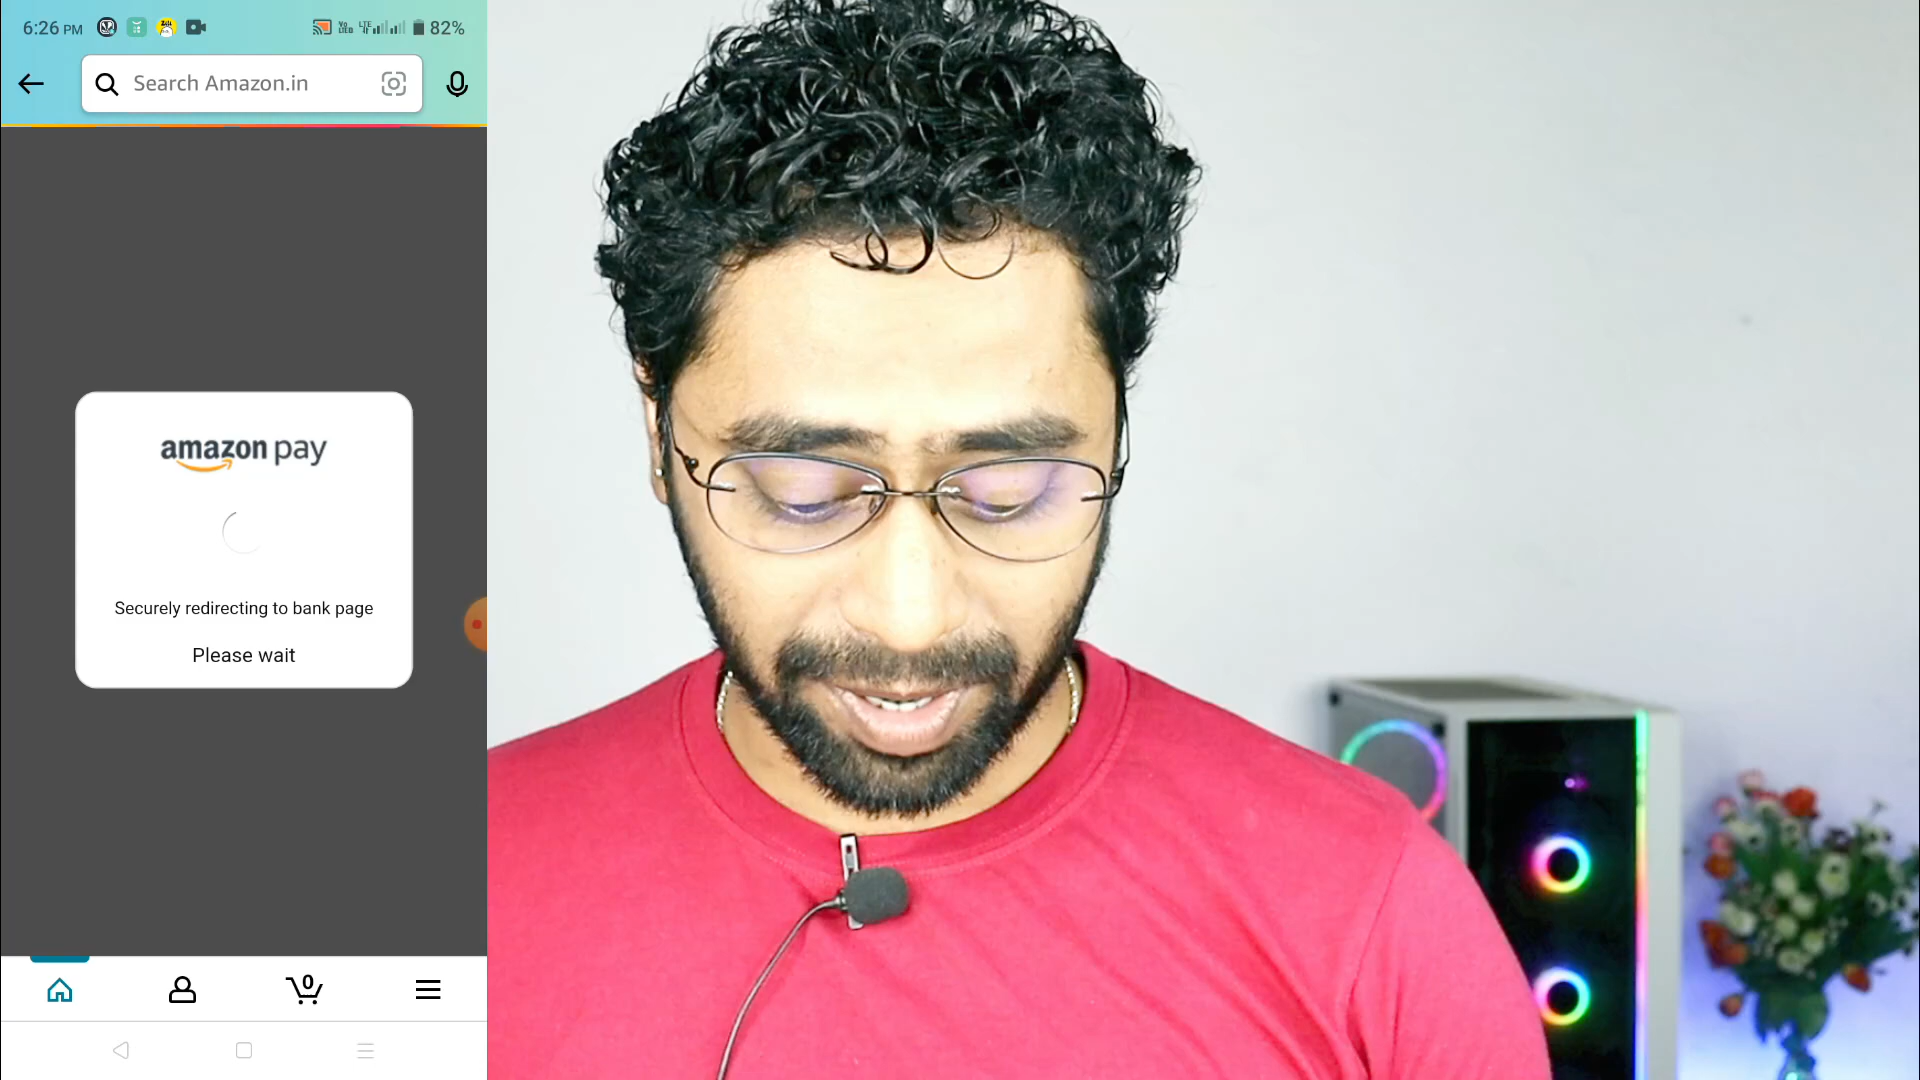 6:26 PM
82%
Search Amazon.in
amazon pay
Securely redirecting to bank page
Please wait
0